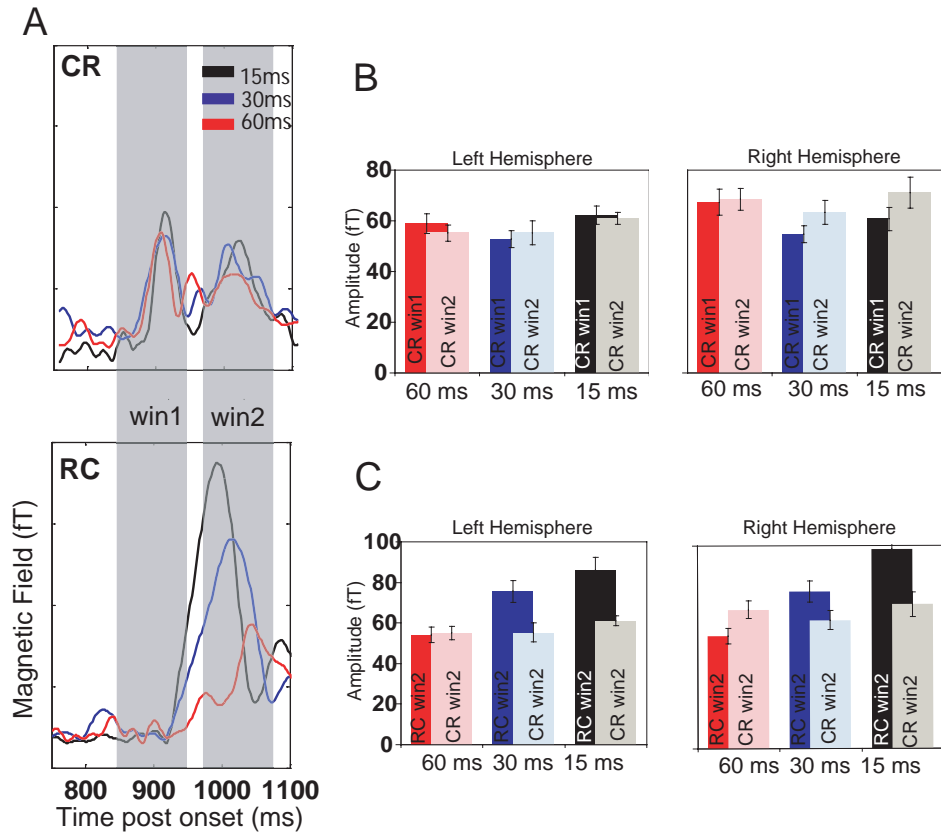 A
CR
15ms
30ms
60ms
win1
win2
RC
Magnetic Field (fT)
800
900
1000
1100
Time post onset (ms)
B
Left Hemisphere
Right Hemisphere
Amplitude (fT)
80
60
40
20
0
CR win1
CR win2
CR win1
CR win2
CR win1
CR win2
60 ms
30 ms
15 ms
CR win1
CR win2
CR win1
CR win2
CR win1
CR win2
60 ms
30 ms
15 ms
C
Left Hemisphere
Right Hemisphere
Amplitude (fT)
100
80
60
40
20
0
RC win2
CR win2
RC win2
CR win2
RC win2
CR win2
60 ms
30 ms
15 ms
RC win2
CR win2
RC win2
CR win2
RC win2
CR win2
60 ms
30 ms
15 ms